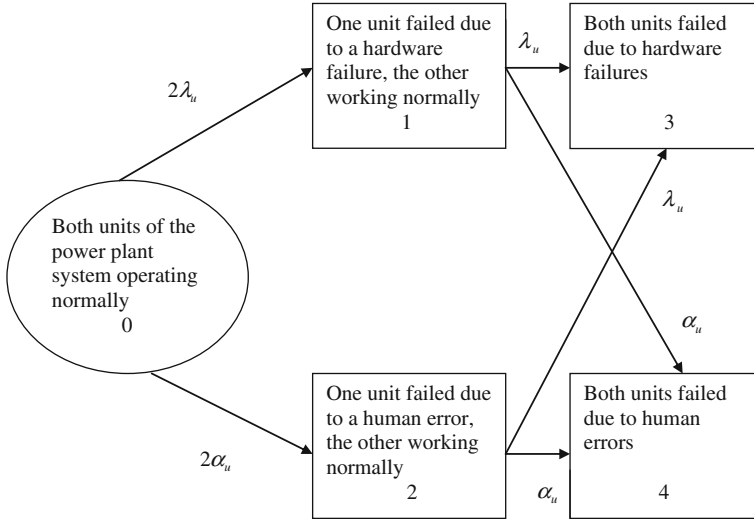 One unit failed due
to a hardware
failure, the other
working normally
1
λu
Both units failed
due to hardware
failures
3
2λu
λu
Both units of the
power plant
system operating
normally
0
αu
2αu
One unit failed due
to a human error,
the other working
normally
2
αu
Both units failed
due to human
errors
4